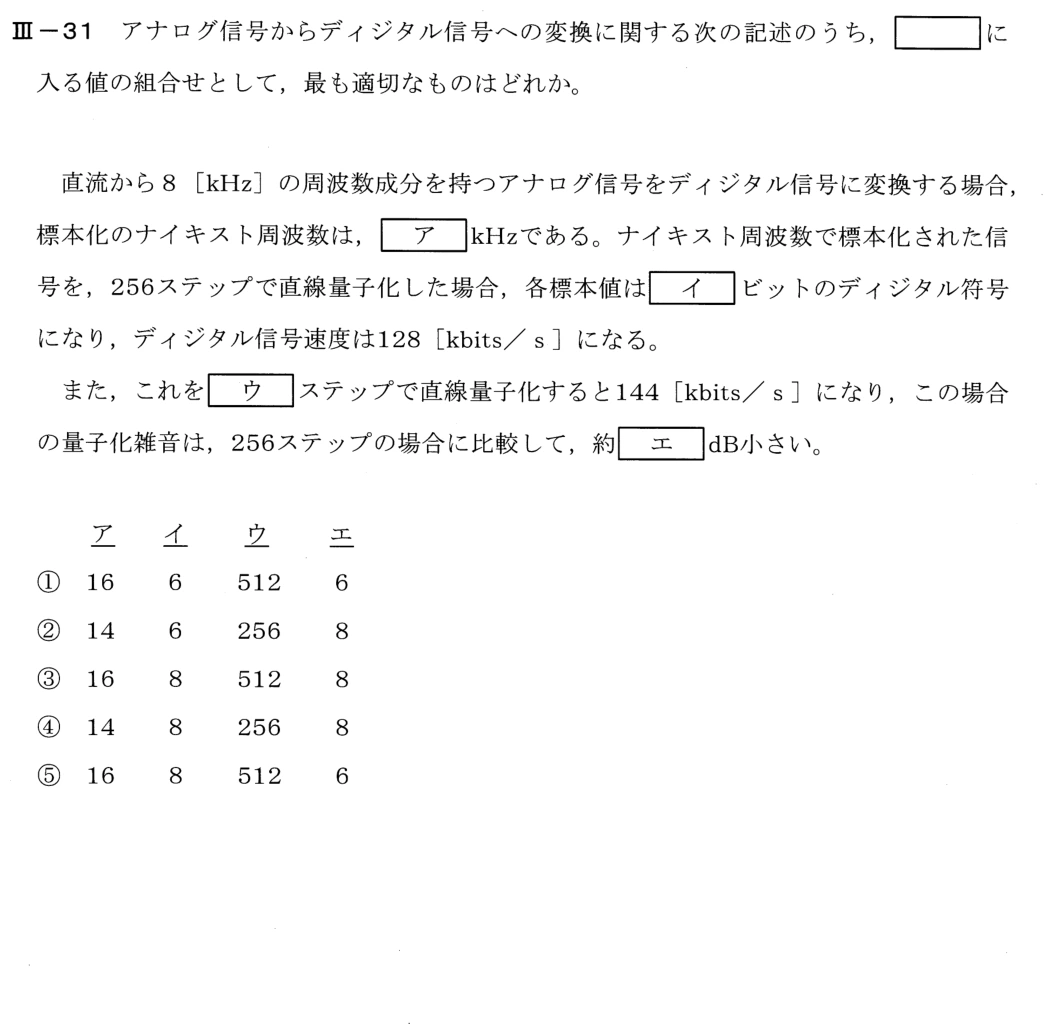 Ⅲ－31　アナログ信号からディジタル信号への変換に関する次の記述のうち，　　　に
入る値の組合せとして，最も適切なものはどれか。
直流から８［kHz］の周波数成分を持つアナログ信号をディジタル信号に変換する場合，
標本化のナイキスト周波数は， ア kHzである。ナイキスト周波数で標本化された信
号を，256ステップで直線量子化した場合，各標本値は イ ビットのディジタル符号
になり，ディジタル信号速度は128［kbits／ｓ］になる。
また，これを ウ ステップで直線量子化すると144［kbits／ｓ］になり，この場合
の量子化雑音は，256ステップの場合に比較して，約 エ dB小さい。
ア　イ　ウ　エ
① 16 6 512 6
② 14 6 256 8
③ 16 8 512 8
④ 14 8 256 8
⑤ 16 8 512 6